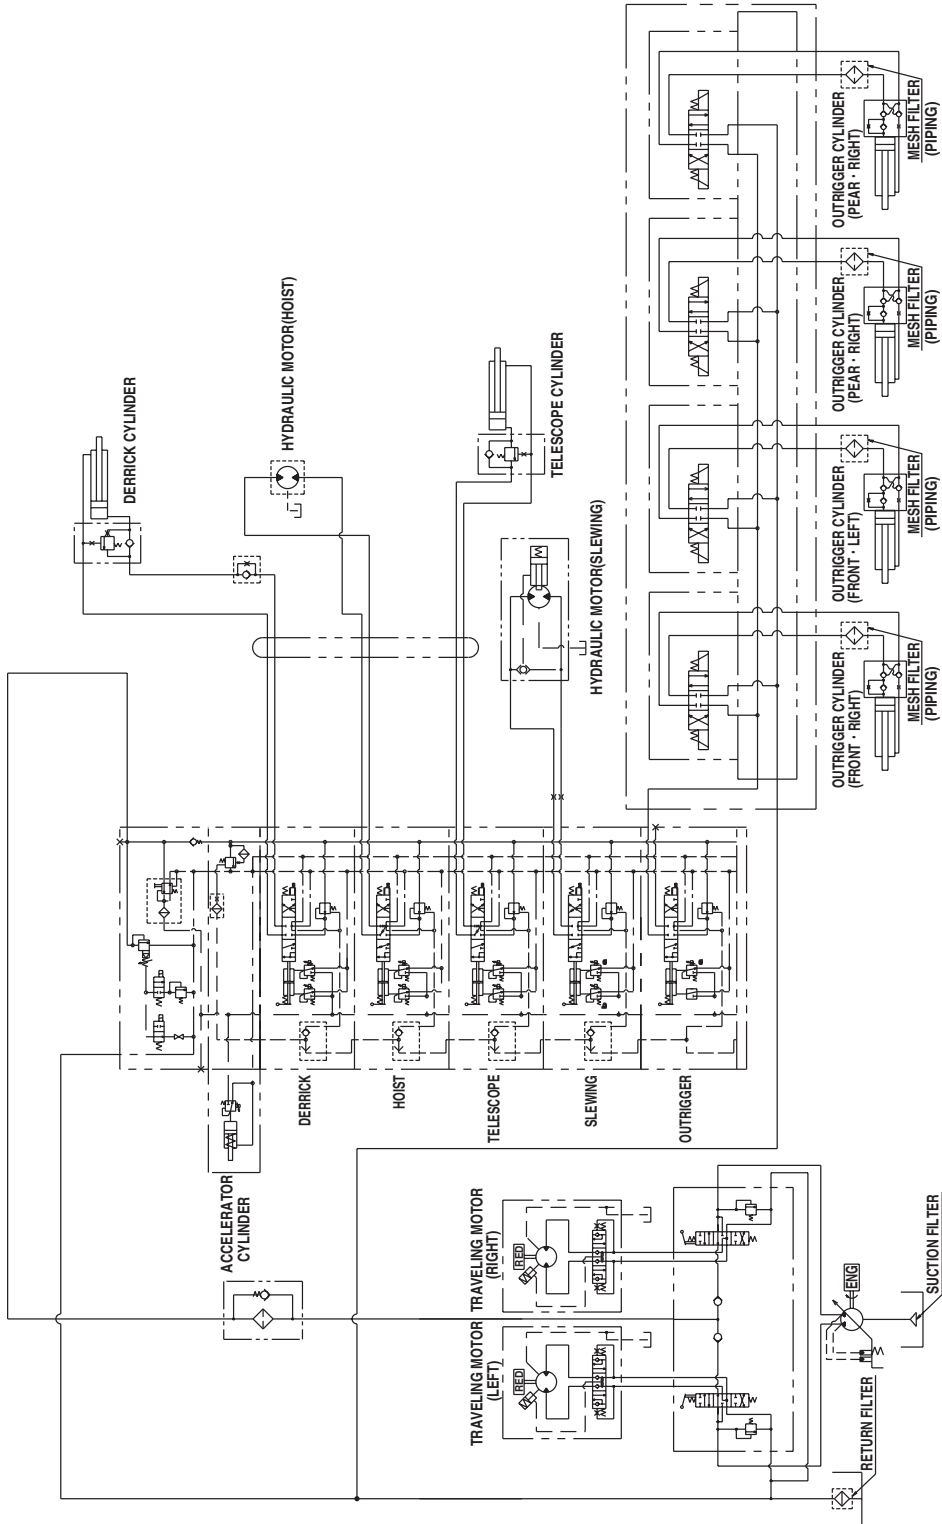 DERRICK CYLINDER
HYDRAULIC MOTOR(HOIST)
TELESCOPE CYLINDER
HYDRAULIC MOTOR(SLEWING)
OUTRIGGER CYLINDER
(PEAR · RIGHT)
MESH FILTER
(PIPING)
OUTRIGGER CYLINDER
(PEAR · RIGHT)
MESH FILTER
(PIPING)
OUTRIGGER CYLINDER
(FRONT · LEFT)
MESH FILTER
(PIPING)
OUTRIGGER CYLINDER
(FRONT · RIGHT)
MESH FILTER
(PIPING)
DERRICK
HOIST
TELESCOPE
SLEWING
OUTRIGGER
ACCELERATOR
CYLINDER
TRAVELING MOTOR
(RIGHT)
RED
TRAVELING MOTOR
(LEFT)
RED
ENG
SUCTION FILTER
RETURN FILTER